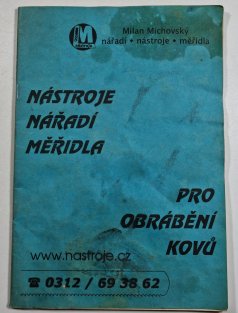 M
Milan Michovský
nářadí • nástroje • měřidla
NÁSTROJE
NÁŘADÍ
MĚŘIDLA
PRO
OBRÁBĚNÍ
KOVŮ
www.nastroje.cz
☎ 0312 / 69 38 62